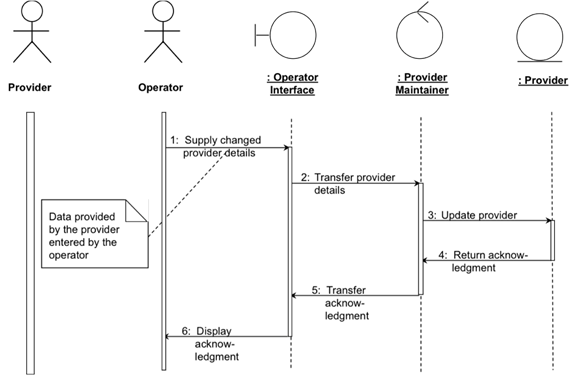 Provider
Operator
: Operator
Interface
: Provider
Maintainer
: Provider
1: Supply changed
provider details
2: Transfer provider
details
Data provided
by the provider
entered by the
operator
3: Update provider
4: Return acknow-
ledgment
5: Transfer
acknow-
ledgment
6: Display
acknow-
ledgment